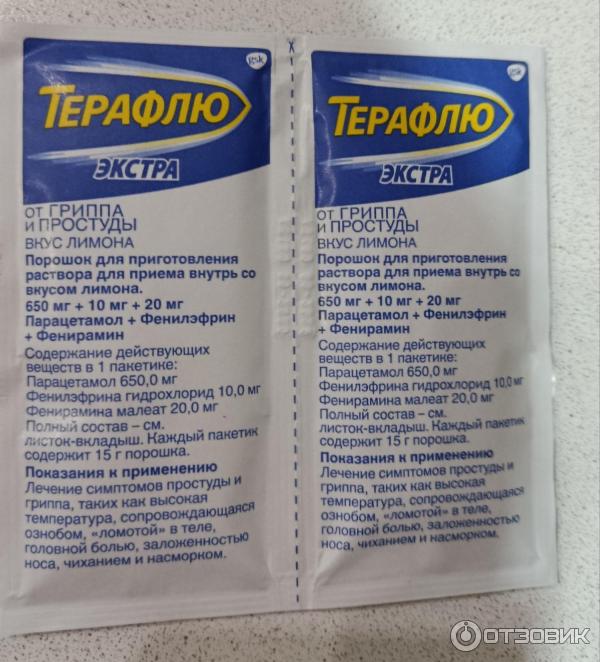 gsk
ТЕРАФЛЮ
ЭКСТРА
от ГРИППА
и ПРОСТУДЫ
ВКУС ЛИМОНА
Порошок для приготовления
раствора для приема внутрь со
вкусом лимона.
650 мг + 10 мг + 20 мг
Парацетамол + Фенилэфрин
+ Фенирамин
Содержание действующих
веществ в 1 пакетике:
Парацетамол 650,0 мг
Фенилэфрина гидрохлорид 10,0 мг
Фенирамина малеат 20,0 мг
Полный состав – см.
листок-вкладыш. Каждый пакетик
содержит 15 г порошка.
Показания к применению
Лечение симптомов простуды и
гриппа, таких как высокая
температура, сопровождающаяся
ознобом, «ломотой» в теле,
головной болью, заложенностью
носа, чиханием и насморком.
gsk
ТЕРАФЛЮ
ЭКСТРА
от ГРИППА
и ПРОСТУДЫ
ВКУС ЛИМОНА
Порошок для приготовления
раствора для приема внутрь со
вкусом лимона.
650 мг + 10 мг + 20 мг
Парацетамол + Фенилэфрин
+ Фенирамин
Содержание действующих
веществ в 1 пакетике:
Парацетамол 650,0 мг
Фенилэфрина гидрохлорид 10,0 мг
Фенирамина малеат 20,0 мг
Полный состав – см.
листок-вкладыш. Каждый пакетик
содержит 15 г порошка.
Показания к применению
Лечение симптомов простуды и
гриппа, таких как высокая
температура, сопровождающаяся
ознобом, «ломотой» в теле,
головной болью, заложенностью
носа, чиханием и насморком.
ОТЗОВИК